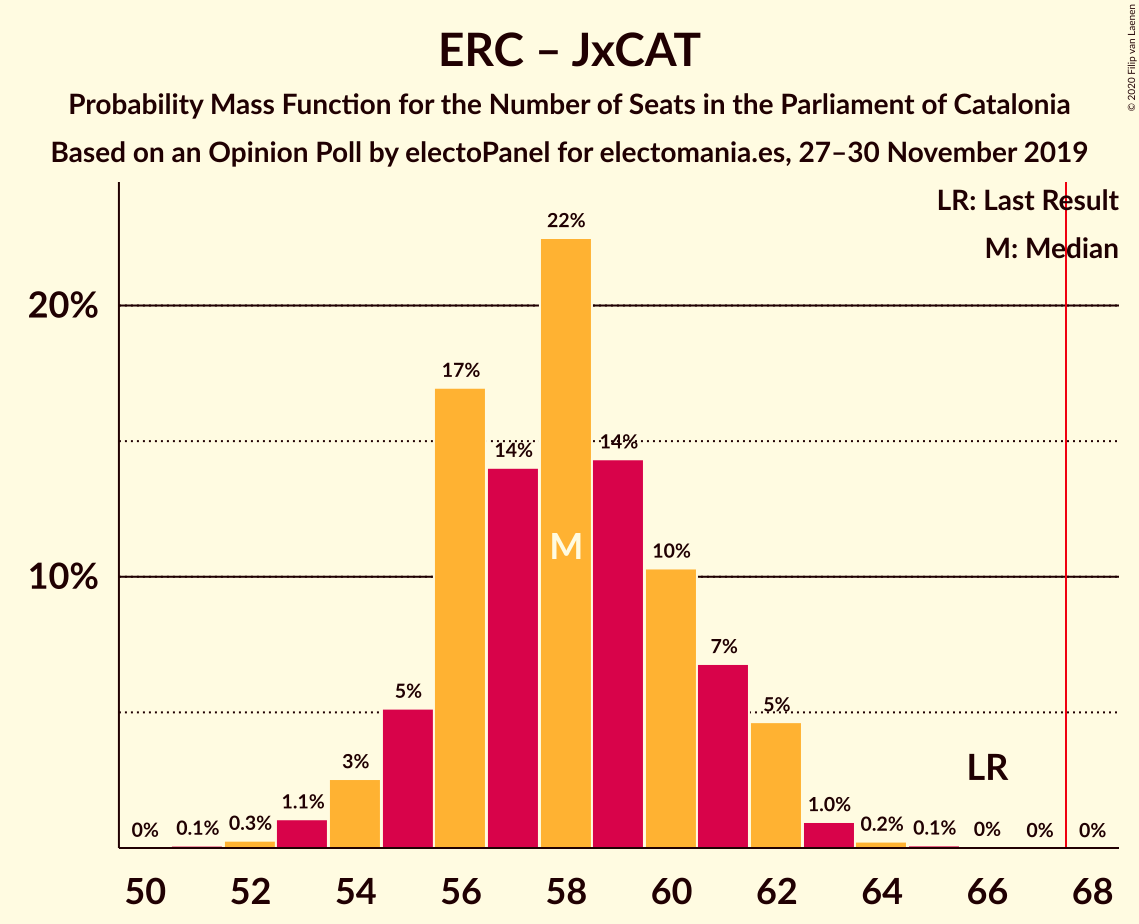 ERC – JxCAT
Probability Mass Function for the Number of Seats in the Parliament of Catalonia
Based on an Opinion Poll by electoPanel for electomania.es, 27–30 November 2019
© 2020 Filip van Laenen
LR: Last Result
M: Median
20%
10%
0%
0.1%
0.3%
1.1%
3%
5%
17%
14%
22%
14%
10%
7%
5%
1.0%
0.2%
0.1%
0%
0%
0%
M
LR
50 52 54 56 58 60 62 64 66 68